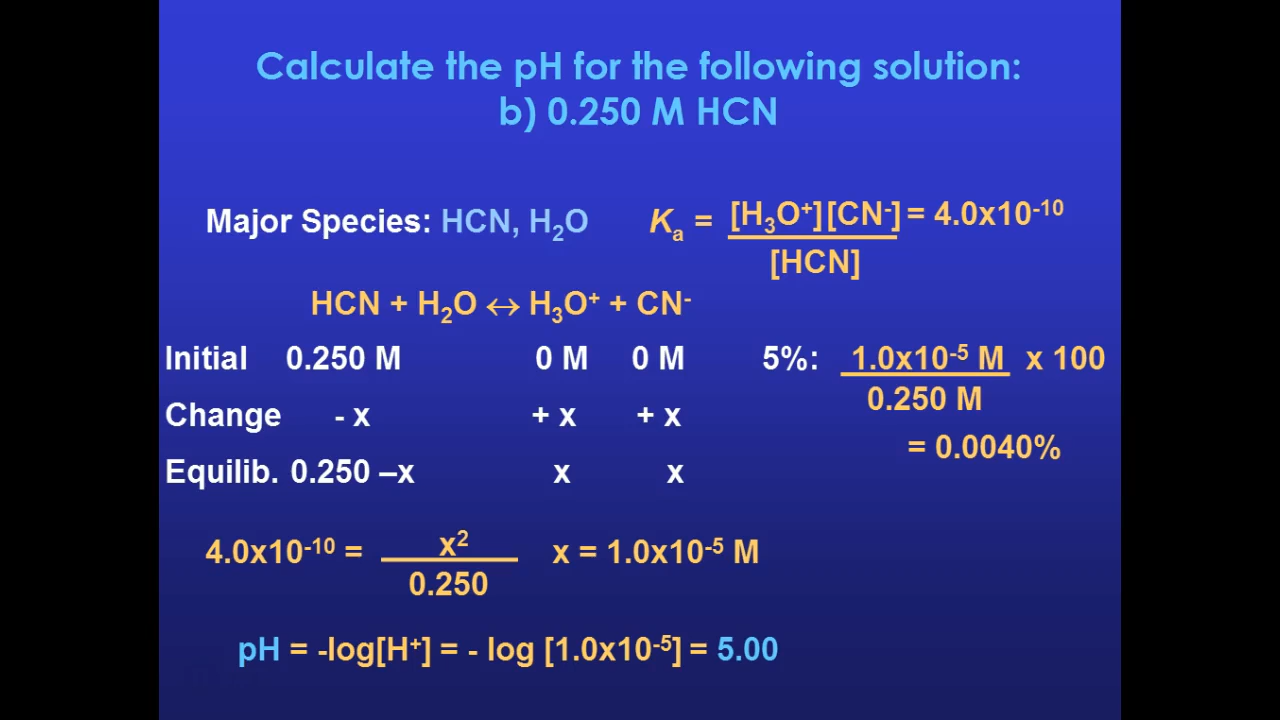 Calculate the pH for the following solution:
b) 0.250 M HCN
Major Species: HCN, H₂O
Kₐ = [H₃O⁺][CN⁻] = 4.0x10⁻¹⁰
[HCN]
HCN + H₂O ↔ H₃O⁺ + CN⁻
Initial 0.250 M 0 M 0 M
Change - x + x + x
Equilib. 0.250 –x x x
5%: 1.0x10⁻⁵ M x 100
0.250 M
= 0.0040%
4.0x10⁻¹⁰ = x² x = 1.0x10⁻⁵ M
0.250
pH = -log[H⁺] = - log [1.0x10⁻⁵] = 5.00